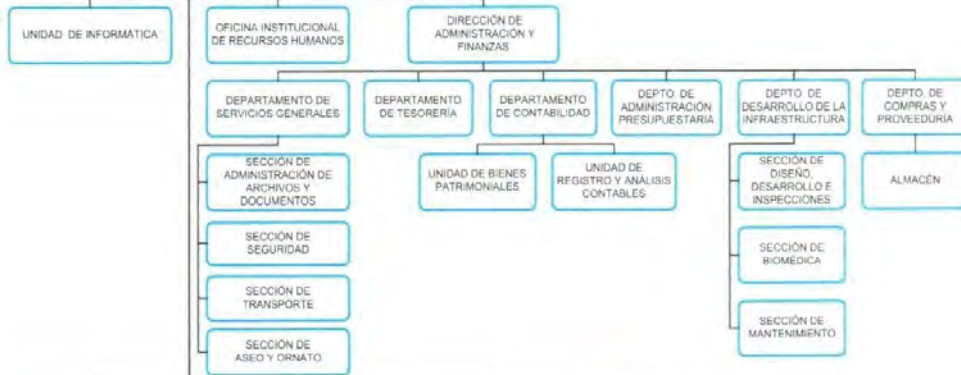 UNIDAD DE INFORMÁTICA
OFICINA INSTITUCIONAL
DE RECURSOS HUMANOS
DIRECCIÓN DE
ADMINISTRACIÓN Y
FINANZAS
DEPARTAMENTO DE
SERVICIOS GENERALES
DEPARTAMENTO
DE TESORERÍA
DEPARTAMENTO
DE CONTABILIDAD
DEPTO. DE
ADMINISTRACIÓN
PRESUPUESTARIA
DEPTO. DE
DESARROLLO DE LA
INFRAESTRUCTURA
DEPTO. DE
COMPRAS Y
PROVEEDURÍA
SECCIÓN DE
ADMINISTRACIÓN DE
ARCHIVOS Y
DOCUMENTOS
UNIDAD DE BIENES
PATRIMONIALES
UNIDAD DE
REGISTRO Y ANÁLISIS
CONTABLES
SECCIÓN DE
DISEÑO,
DESARROLLO E
INSPECCIONES
ALMACÉN
SECCIÓN DE
SEGURIDAD
SECCIÓN DE
BIOMÉDICA
SECCIÓN DE
TRANSPORTE
SECCIÓN DE
MANTENIMIENTO
SECCIÓN DE
ASEO Y ORNATO